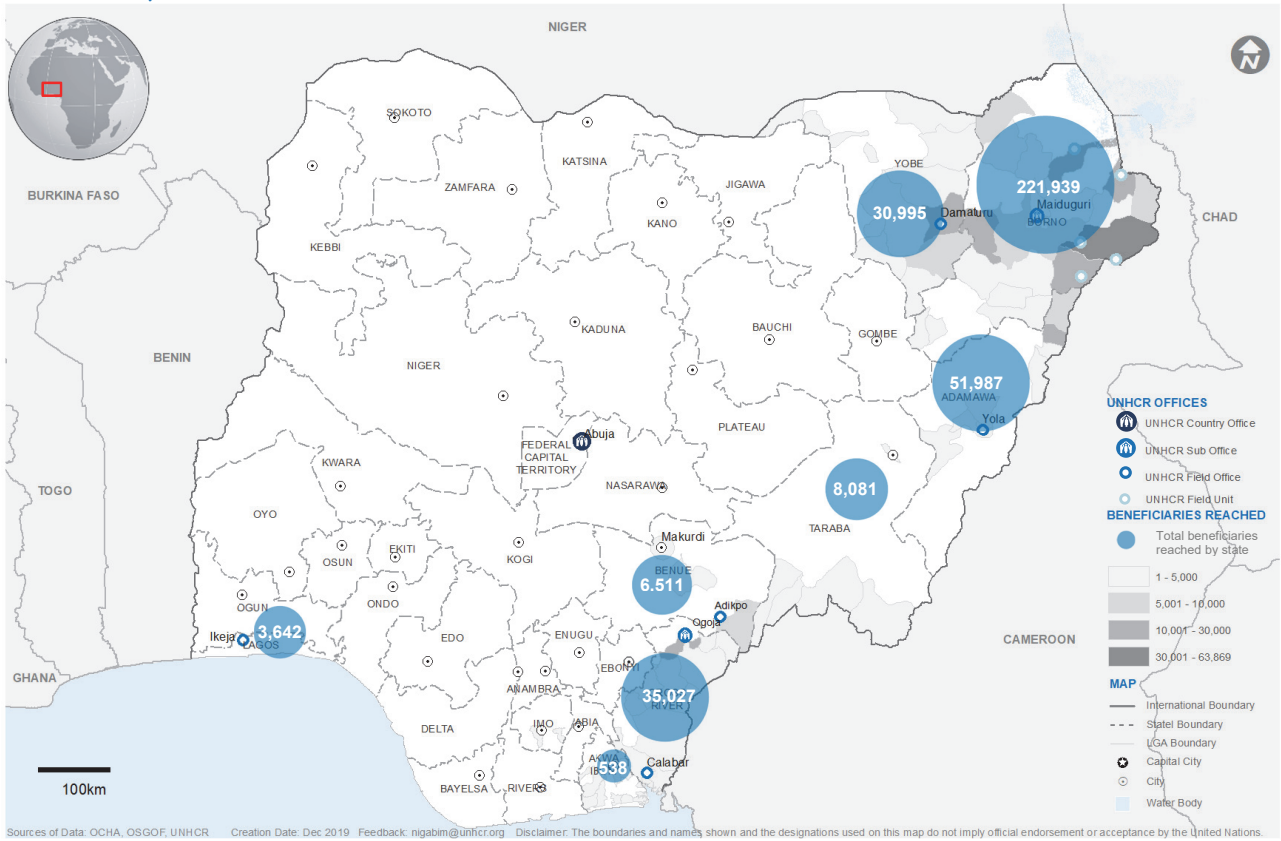 NIGER
SOKOTO
KATSINA
YOBE
ZAMFARA
JIGAWA
221,939
BURKINA FASO
Maiduguri
30,995
Damaturu
BORNO
CHAD
KANO
KEBBI
KADUNA
BAUCHI
GOMBE
BENIN
NIGER
51,987
ADAMAWA
Yola
UNHCR OFFICES
UNHCR Country Office
UNHCR Sub Office
UNHCR Field Office
UNHCR Field Unit
BENEFICIARIES REACHED
Total beneficiaries
reached by state
1 - 5,000
5,001 - 10,000
10,001 - 30,000
30,001 - 63,869
MAP
International Boundary
Statel Boundary
LGA Boundary
Capital City
City
Water Body
Abuja
FEDERAL
CAPITAL
TERRITORY
PLATEAU
KWARA
NASARAWA
8,081
TARABA
TOGO
OYO
Makurdi
OSUN
EKITI
KOGI
BENUE
6.511
ONDO
OGUN
Adikpo
Ogoja
3,642
Ikeja
LAGOS
EDO
ENUGU
EBONYI
CAMEROON
GHANA
ANAMBRA
35,027
RIVER
DELTA
IMO
ABIA
AKWA
538
Calabar
BAYELSA
RIVERS
100km
Sources of Data: OCHA, OSGOF, UNHCR Creation Date: Dec 2019 Feedback: nigabim@unhcr.org Disclaimer: The boundaries and names shown and the designations used on this map do not imply official endorsement or acceptance by the United Nations.